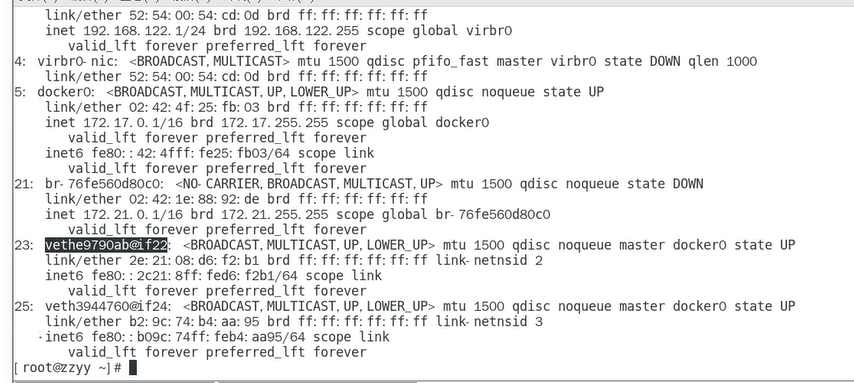 link/ether 52:54:00:54:cd:0d brd ff:ff:ff:ff:ff:ff
inet 192.168.122.1/24 brd 192.168.122.255 scope global virbr0
valid_lft forever preferred_lft forever
4: virbr0-nic: <BROADCAST,MULTICAST> mtu 1500 qdisc pfifo_fast master virbr0 state DOWN qlen 1000
link/ether 52:54:00:54:cd:0d brd ff:ff:ff:ff:ff:ff
5: docker0: <BROADCAST,MULTICAST,UP,LOWER_UP> mtu 1500 qdisc noqueue state UP
link/ether 02:42:4f:25:fb:03 brd ff:ff:ff:ff:ff:ff
inet 172.17.0.1/16 brd 172.17.255.255 scope global docker0
valid_lft forever preferred_lft forever
inet6 fe80::42:4fff:fe25:fb03/64 scope link
valid_lft forever preferred_lft forever
21: br-76fe560d80c0: <NO-CARRIER,BROADCAST,MULTICAST,UP> mtu 1500 qdisc noqueue state DOWN
link/ether 02:42:1e:88:92:de brd ff:ff:ff:ff:ff:ff
inet 172.21.0.1/16 brd 172.21.255.255 scope global br-76fe560d80c0
valid_lft forever preferred_lft forever
23: vethe9790ab@if22: <BROADCAST,MULTICAST,UP,LOWER_UP> mtu 1500 qdisc noqueue master docker0 state UP
link/ether 2e:21:08:d6:f2:b1 brd ff:ff:ff:ff:ff:ff link-netnsid 2
inet6 fe80::2c21:8ff:fed6:f2b1/64 scope link
valid_lft forever preferred_lft forever
25: veth3944760@if24: <BROADCAST,MULTICAST,UP,LOWER_UP> mtu 1500 qdisc noqueue master docker0 state UP
link/ether b2:9c:74:b4:aa:95 brd ff:ff:ff:ff:ff:ff link-netnsid 3
inet6 fe80::b09c:74ff:feb4:aa95/64 scope link
valid_lft forever preferred_lft forever
[root@zzyy ~]#